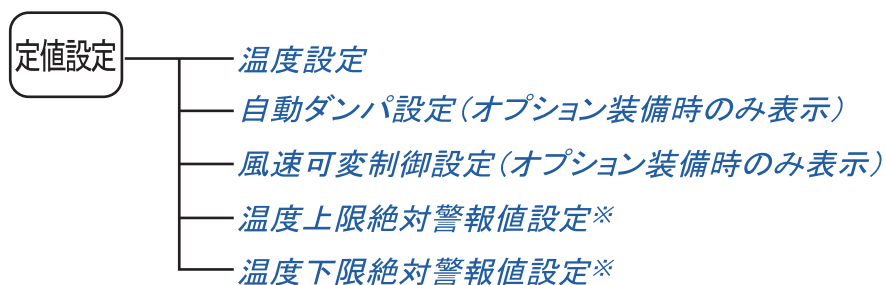 定値設定
温度設定
自動ダンパ設定（オプション装備時のみ表示）
風速可変制御設定（オプション装備時のみ表示）
温度上限絶対警報値設定※
温度下限絶対警報値設定※